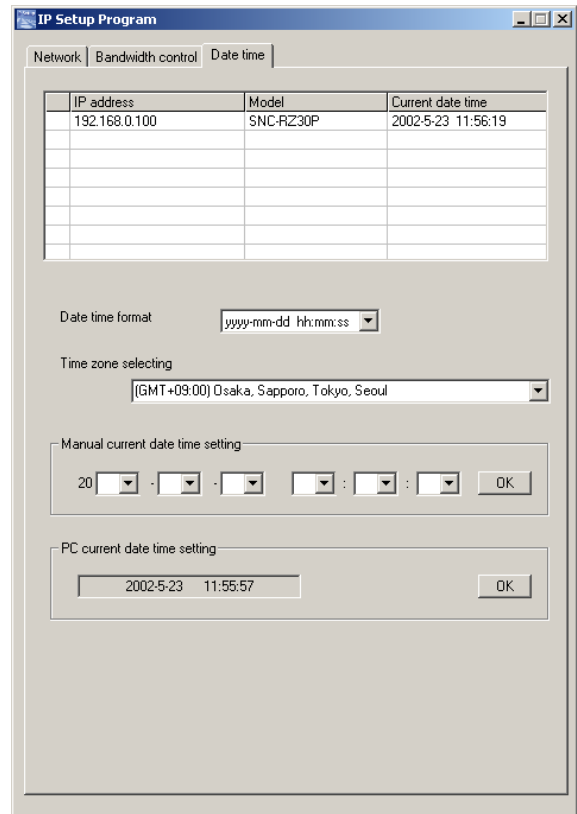 IP Setup Program
Network Bandwidth control Date time
IP address Model Current date time
192.168.0.100 SNC-RZ30P 2002-5-23 11:56:19
Date time format yyyy-mm-dd hh:mm:ss
Time zone selecting
(GMT+09:00) Osaka, Sapporo, Tokyo, Seoul
Manual current date time setting
20 - - : : OK
PC current date time setting
2002-5-23 11:55:57 OK